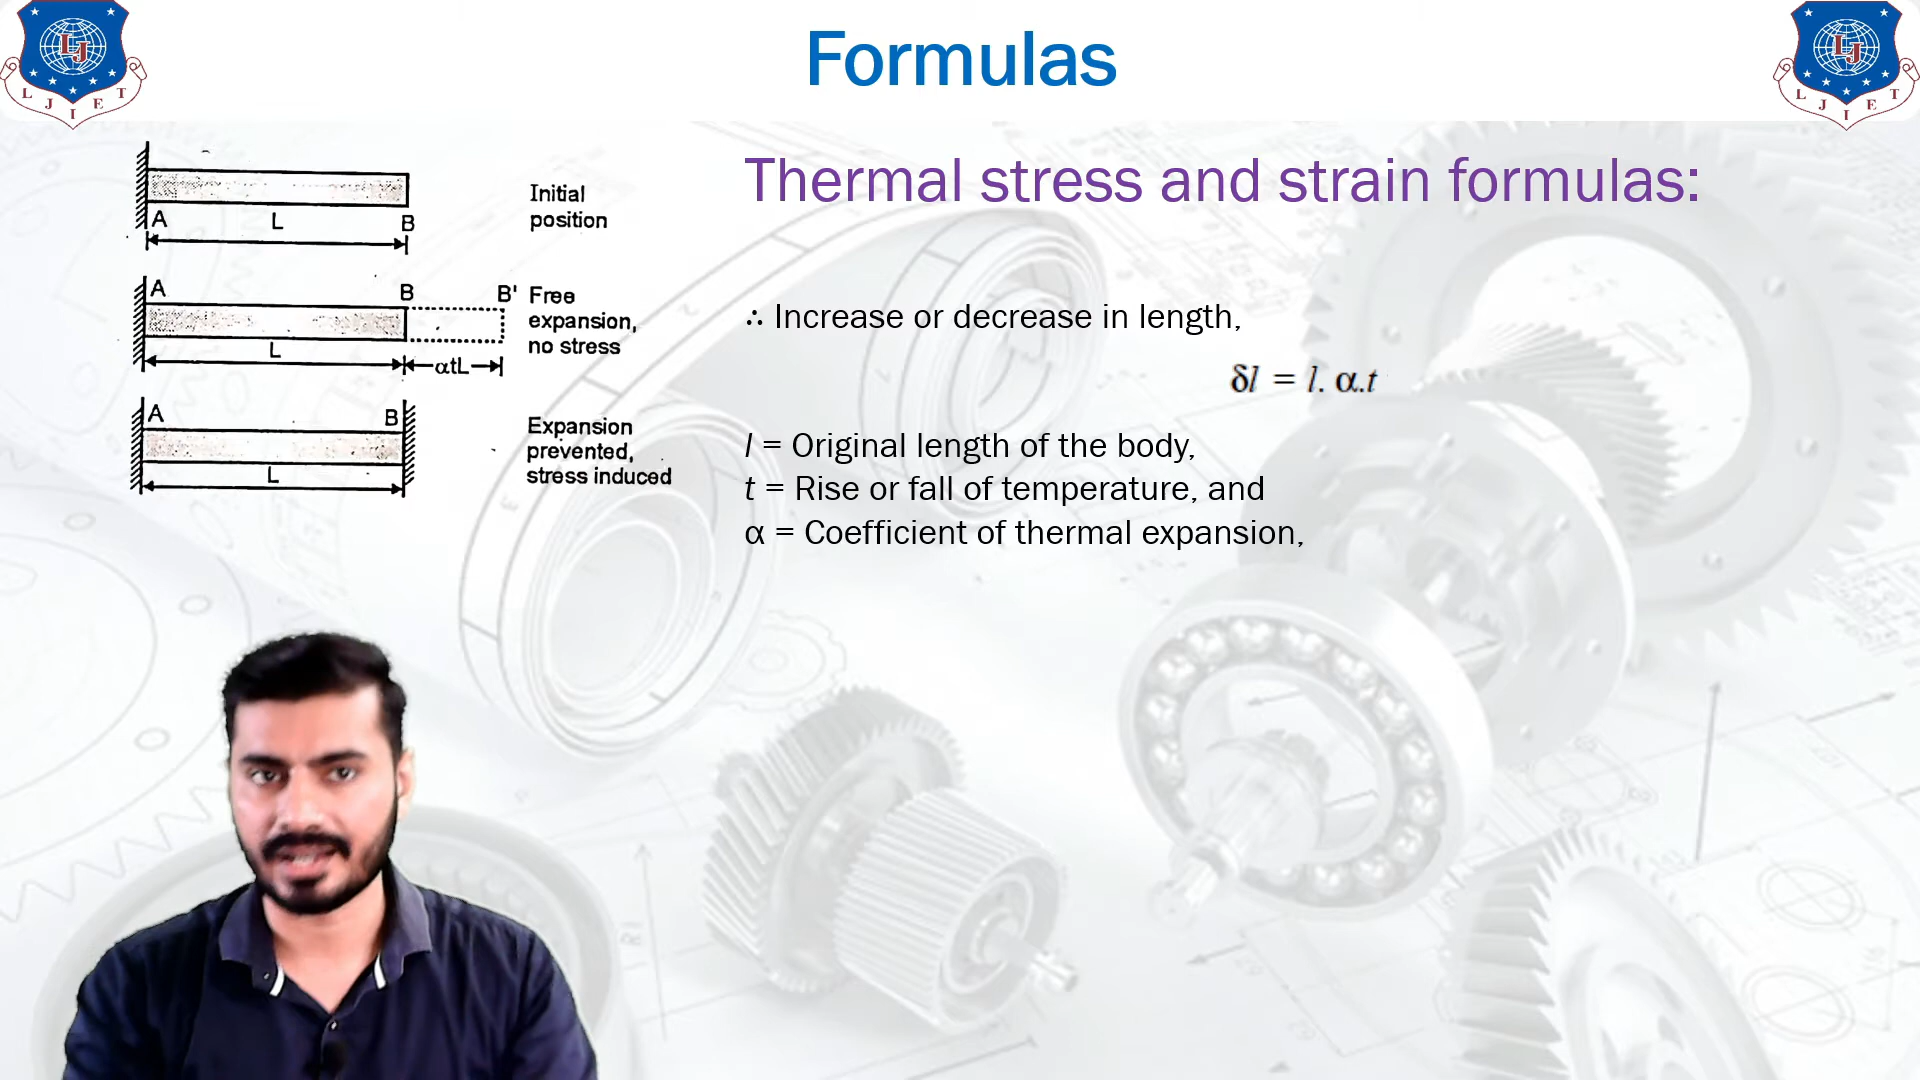 Formulas
L J I E T
L J I E T
Thermal stress and strain formulas:
A L B
Initial
position
A B B'
L αtL
Free
expansion,
no stress
A B
L
Expansion
prevented,
stress induced
∴ Increase or decrease in length,
δl = l. α.t
l = Original length of the body,
t = Rise or fall of temperature, and
α = Coefficient of thermal expansion,